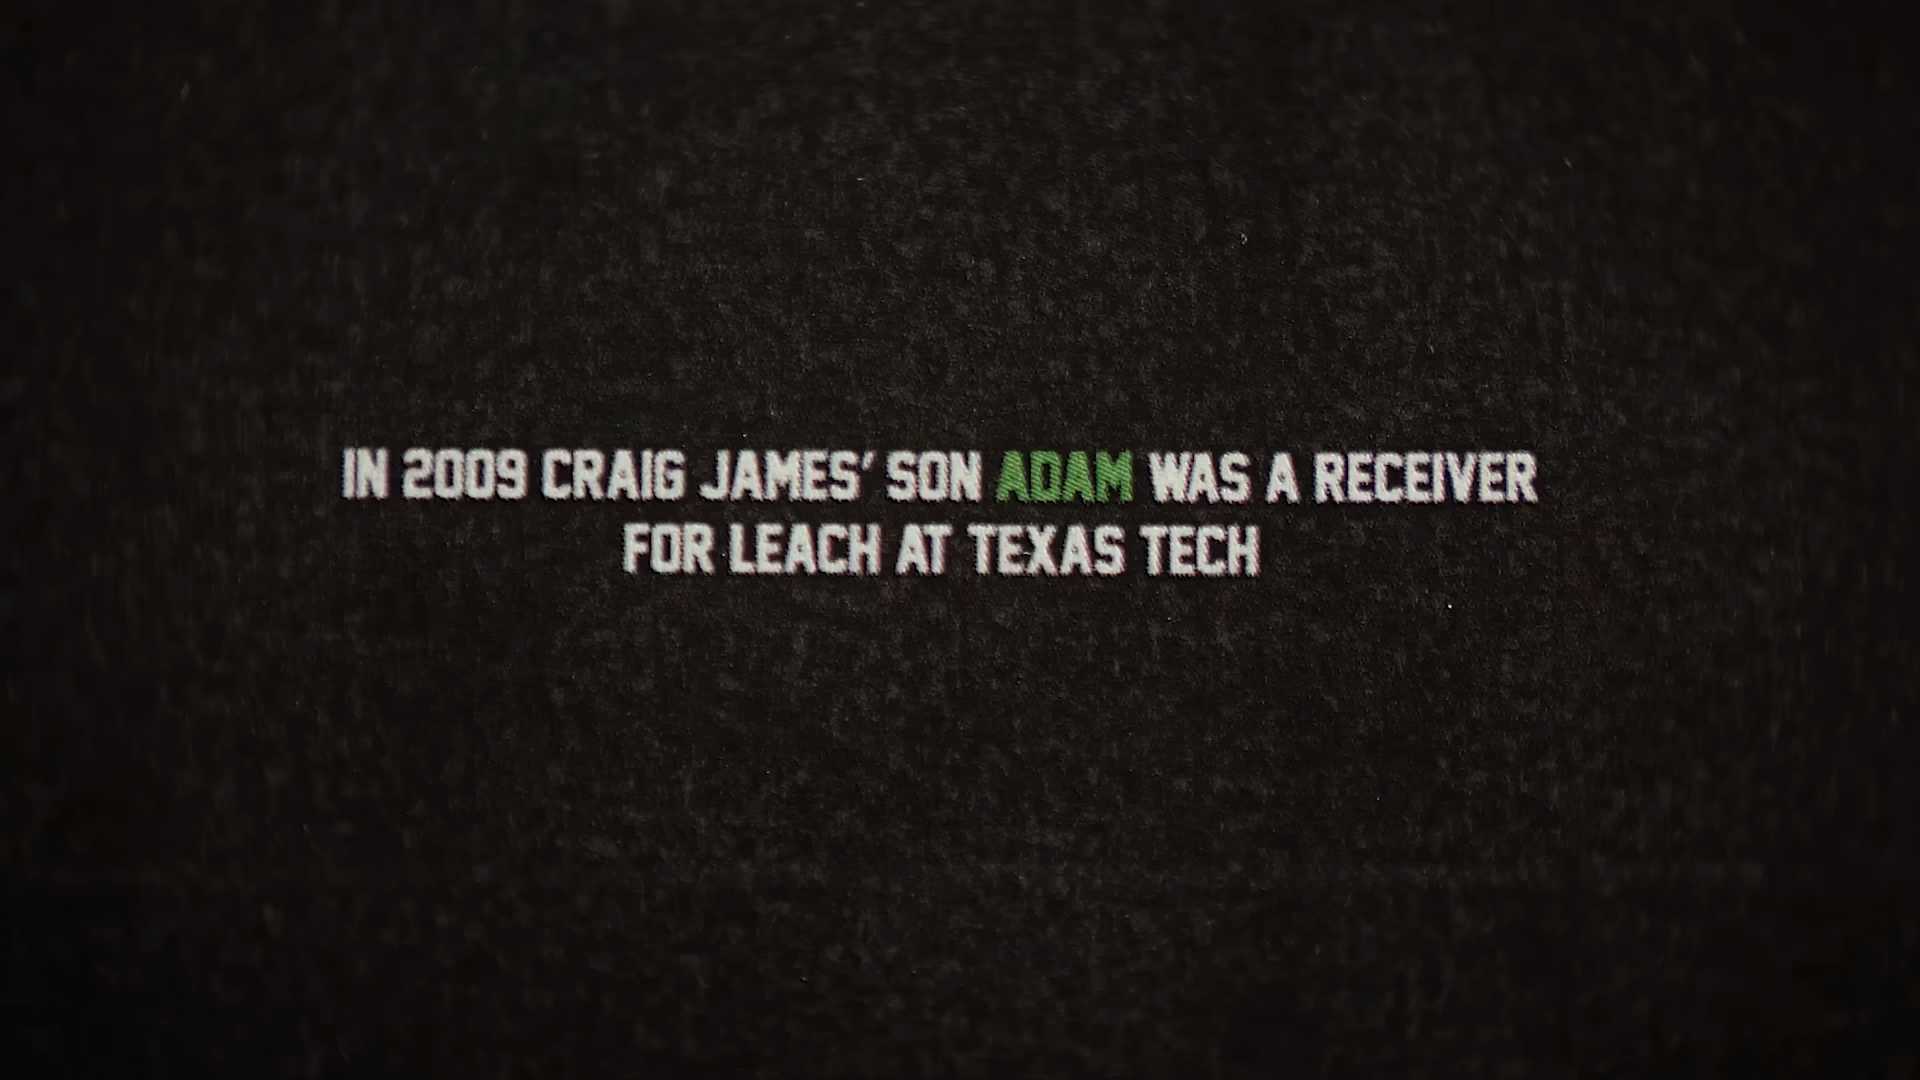 IN 2009 CRAIG JAMES' SON ADAM WAS A RECEIVER
FOR LEACH AT TEXAS TECH